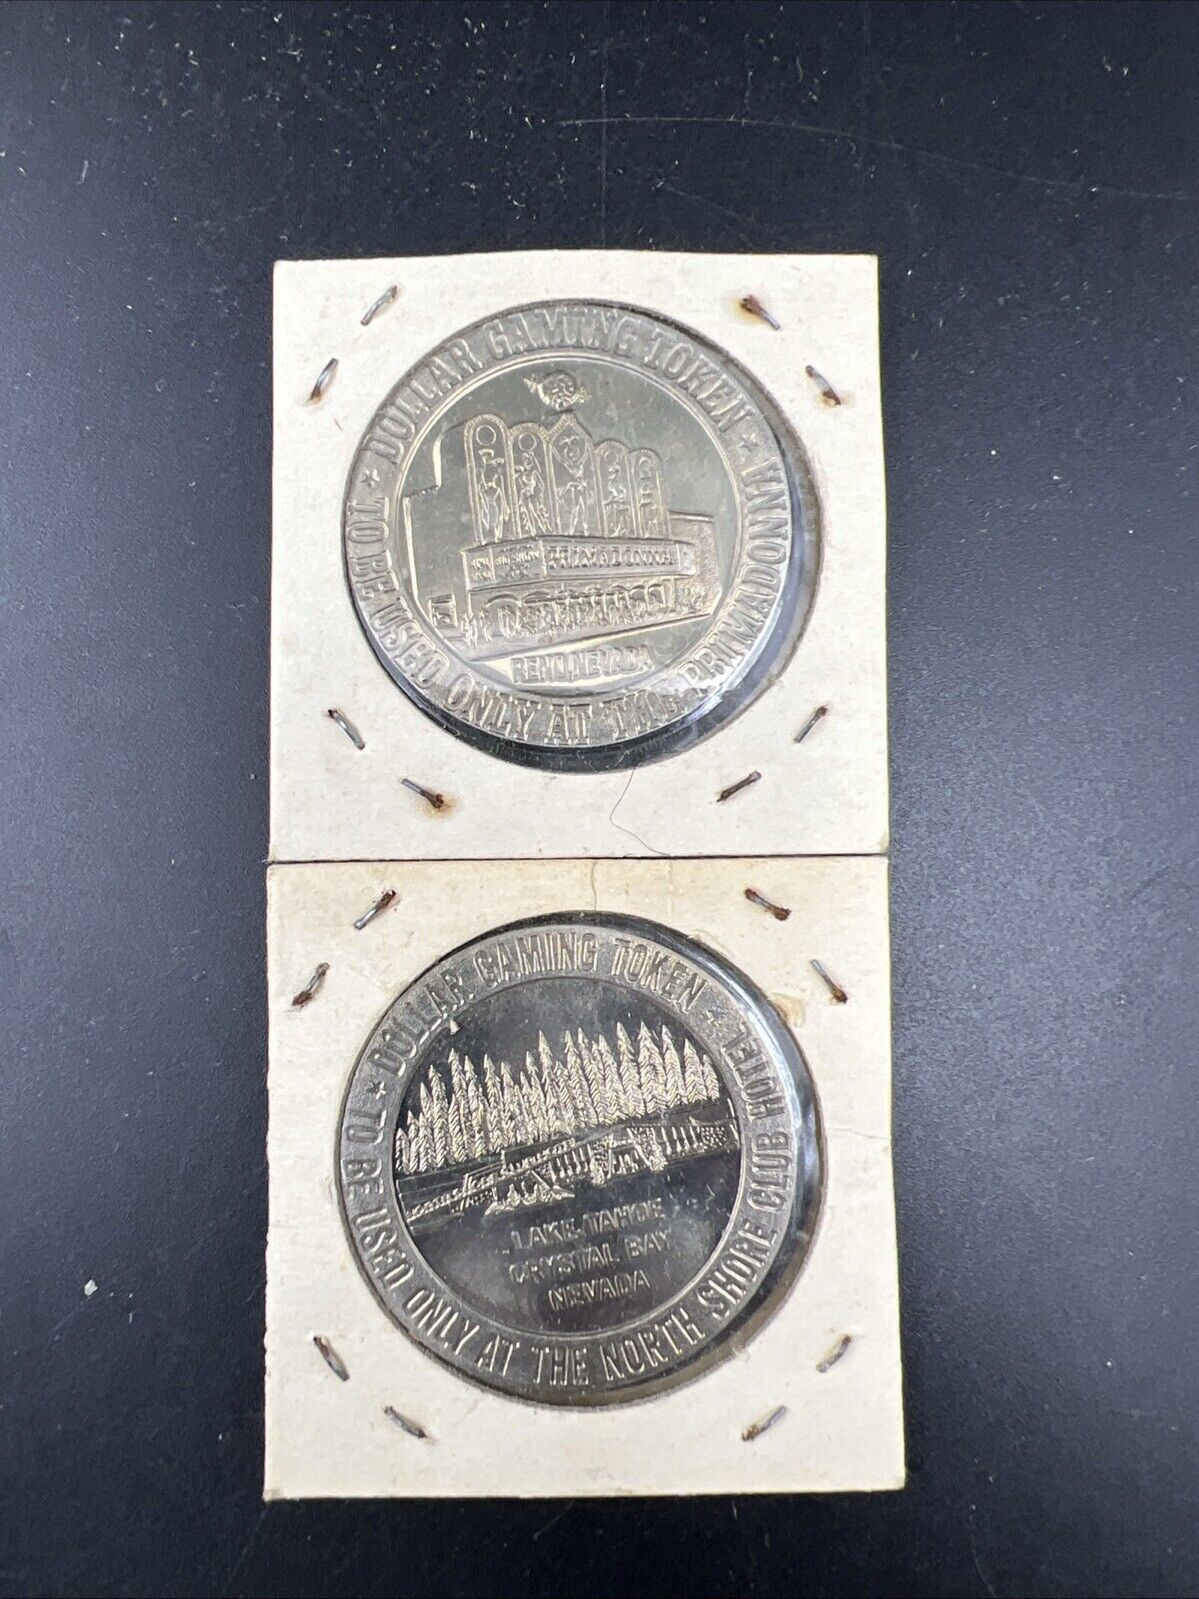 ★ DOLLAR GAMING TOKEN ★
TO BE USED ONLY AT THE PRIMADONNA
PRIMADONNA
RENO, NEVADA
★ DOLLAR GAMING TOKEN ★
TO BE USED ONLY AT THE NORTH SHORE CLUB HOTEL
LAKE TAHOE
CRYSTAL BAY
NEVADA